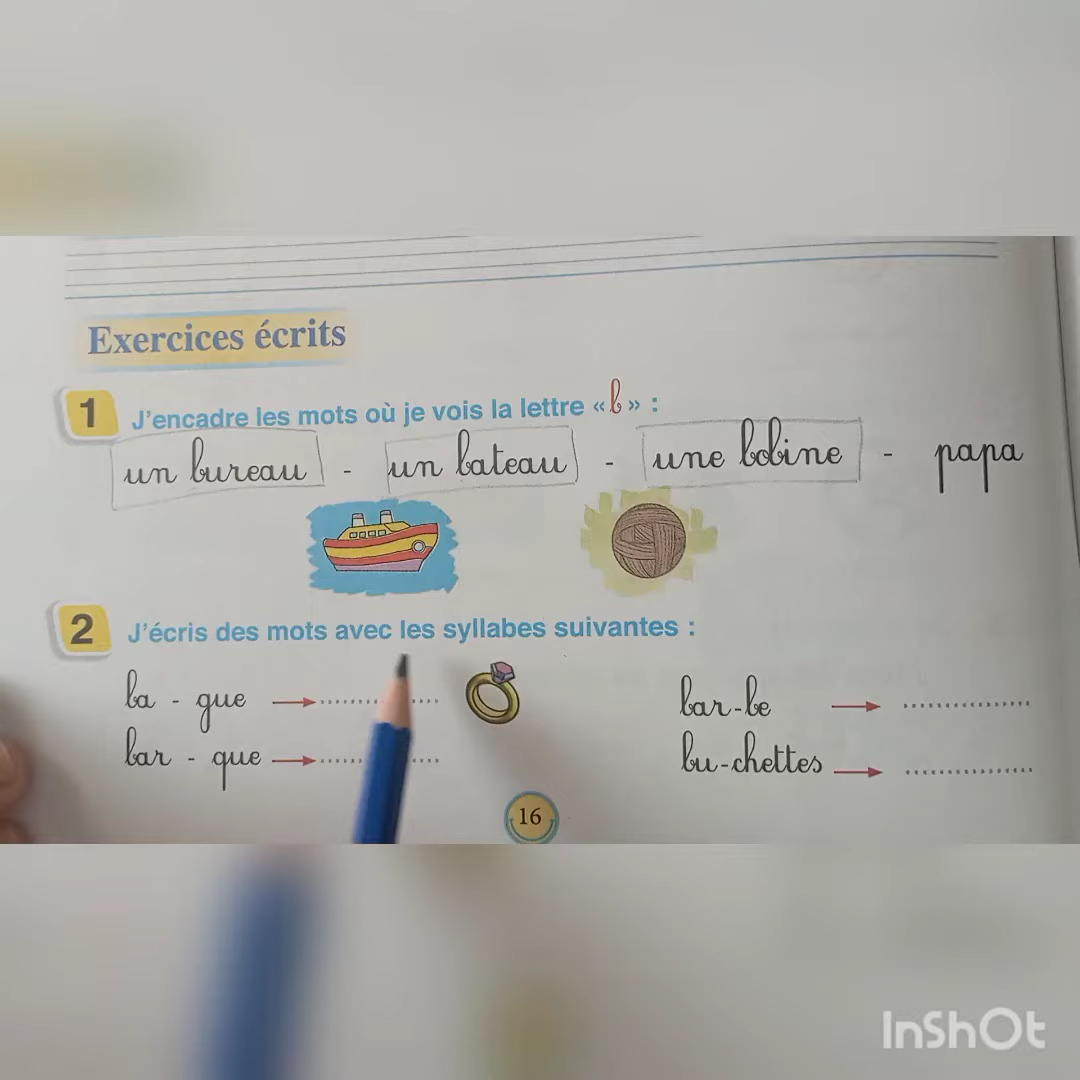 Exercices écrits
1 J'encadre les mots où je vois la lettre «b» :
un bureau - un bateau - une bobine - papa
2 J'écris des mots avec les syllabes suivantes :
ba - gue → .............. bar-be → ..............
bar - que → .............. bu-chettes → ..............
16
InShOt